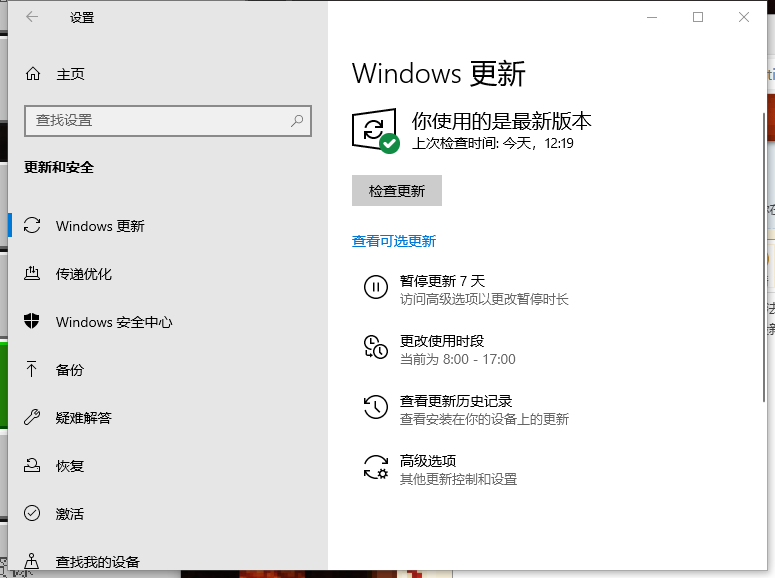 设置
主页
查找设置
更新和安全
Windows 更新
传递优化
Windows 安全中心
备份
疑难解答
恢复
激活
查找我的设备
Windows 更新
你使用的是最新版本
上次检查时间: 今天，12:19
检查更新
查看可选更新
暂停更新 7 天
访问高级选项以更改暂停时长
更改使用时段
当前为 8:00 - 17:00
查看更新历史记录
查看安装在你的设备上的更新
高级选项
其他更新控制和设置